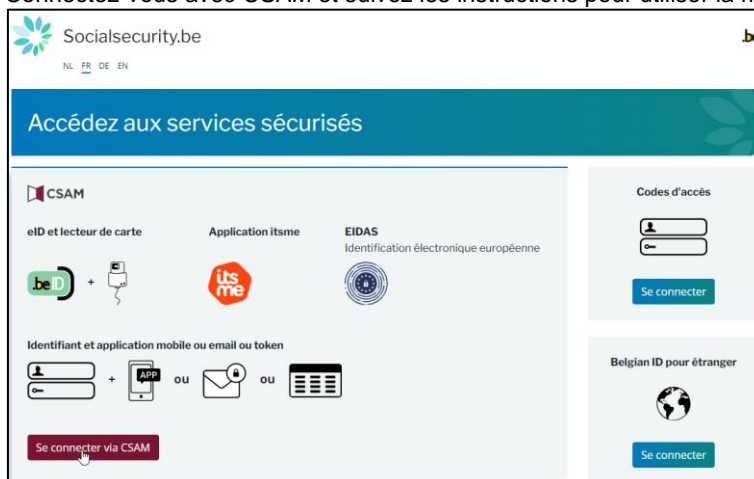 Socialsecurity.be
NL FR DE EN
Accédez aux services sécurisés
CSAM
eID et lecteur de carte
Application itsme
EIDAS
Identification électronique européenne
.beID
+
its
me
Identifiant et application mobile ou email ou token
+
APP
ou
ou
Se connecter via CSAM
Codes d'accès
Se connecter
Belgian ID pour étranger
Se connecter